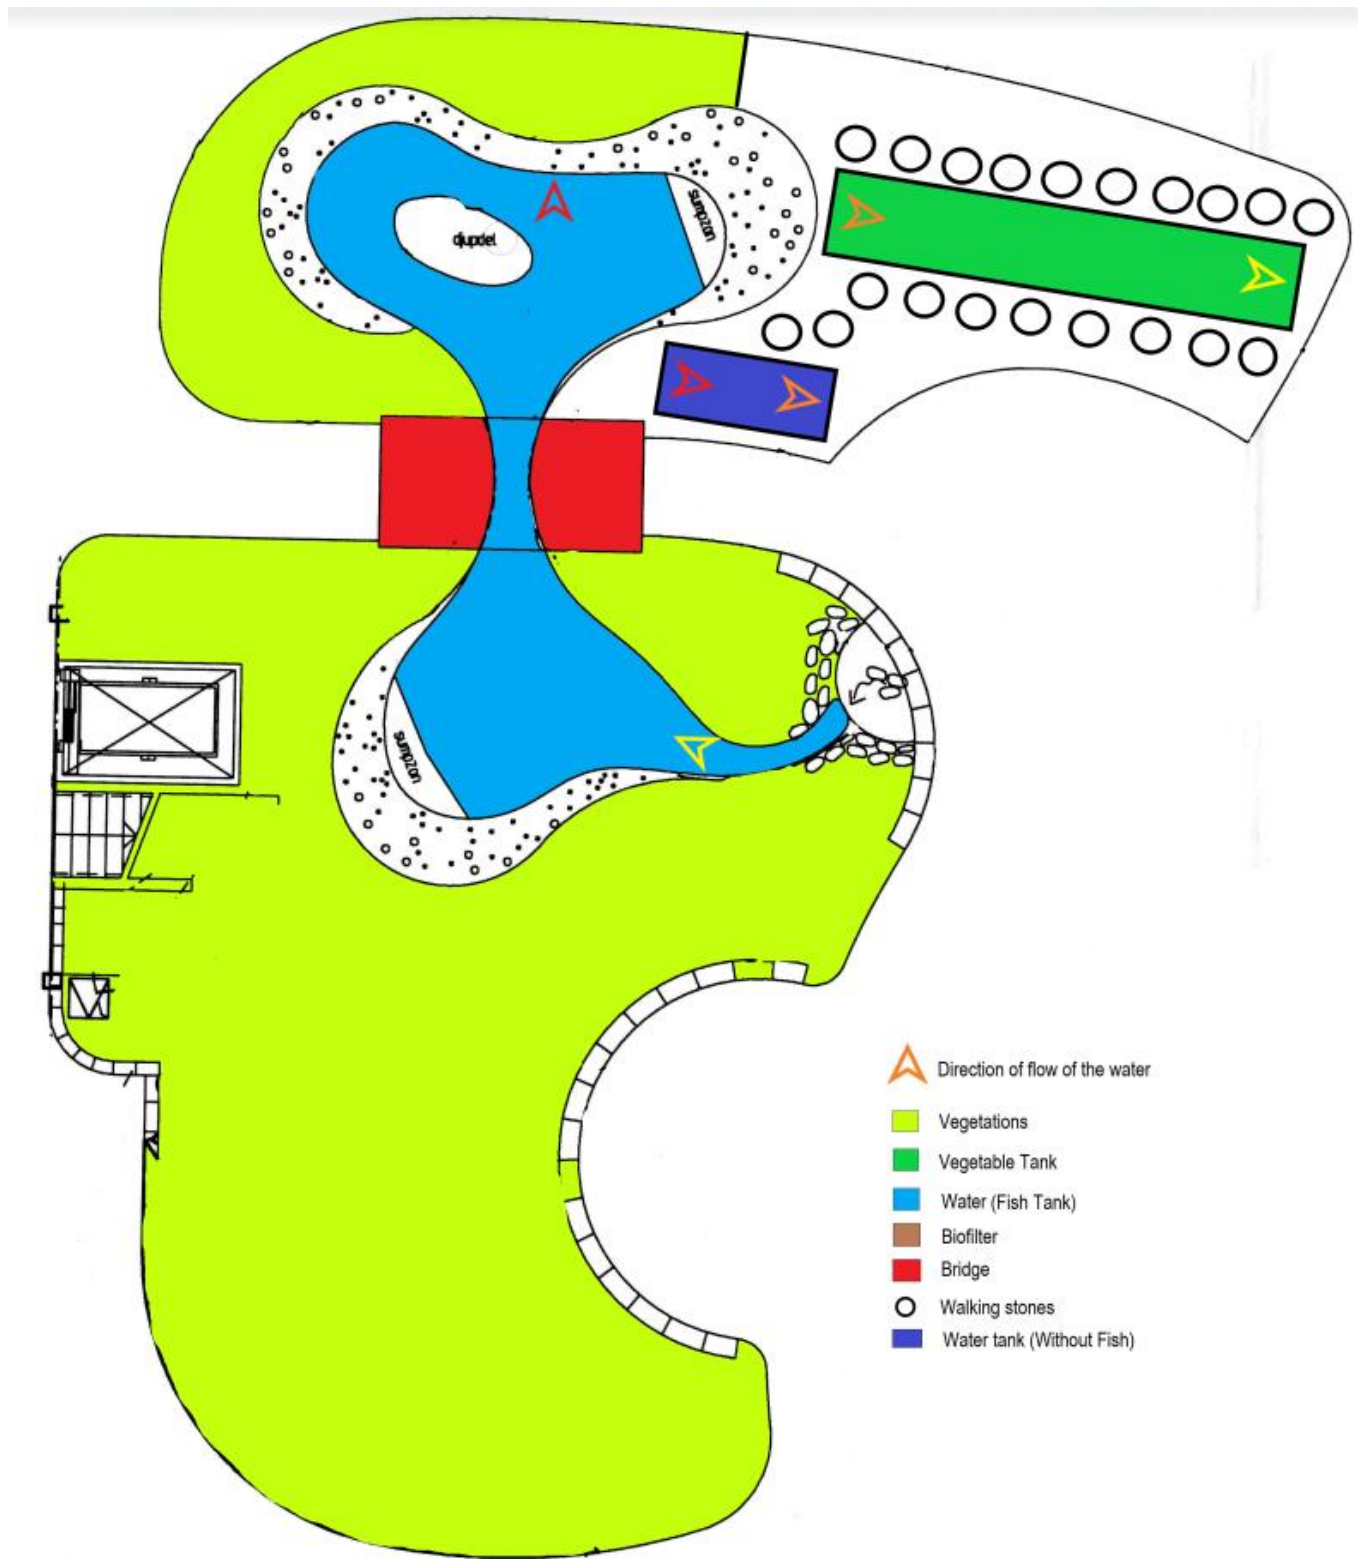 sumpzon
djupdel
sumpzon
Direction of flow of the water
Vegetations
Vegetable Tank
Water (Fish Tank)
Biofilter
Bridge
Walking stones
Water tank (Without Fish)